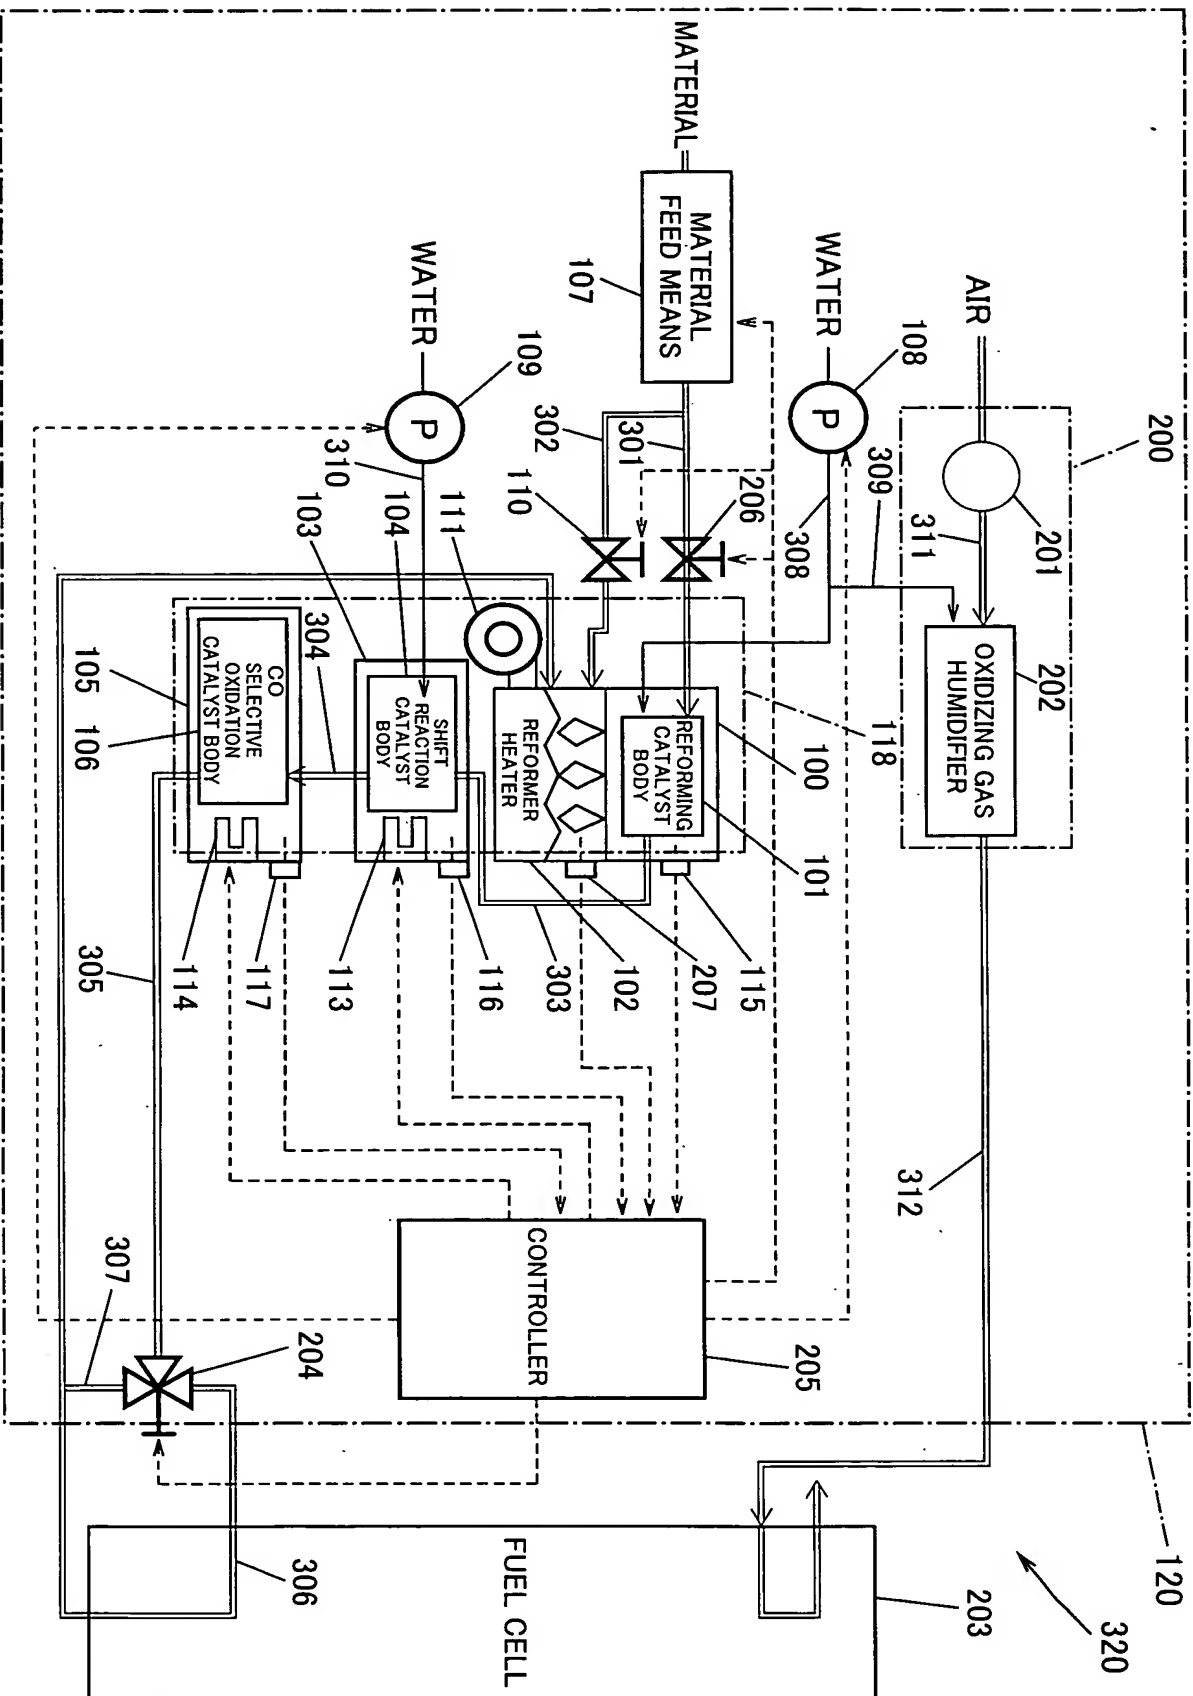 320
120
200
201
202
AIR
311
OXIDIZING GAS
HUMIDIFIER
312
203
108
WATER
P
309
308
118
MATERIAL
MATERIAL
FEED MEANS
107
301
302
206
110
100
REFORMING
CATALYST
BODY
101
115
207
102
303
REFORMER
HEATER
111
109
WATER
P
310
104
103
SHIFT
REACTION
CATALYST
BODY
116
113
304
CO
SELECTIVE
OXIDATION
CATALYST BODY
105
106
117
114
305
CONTROLLER
205
204
307
306
FUEL CELL